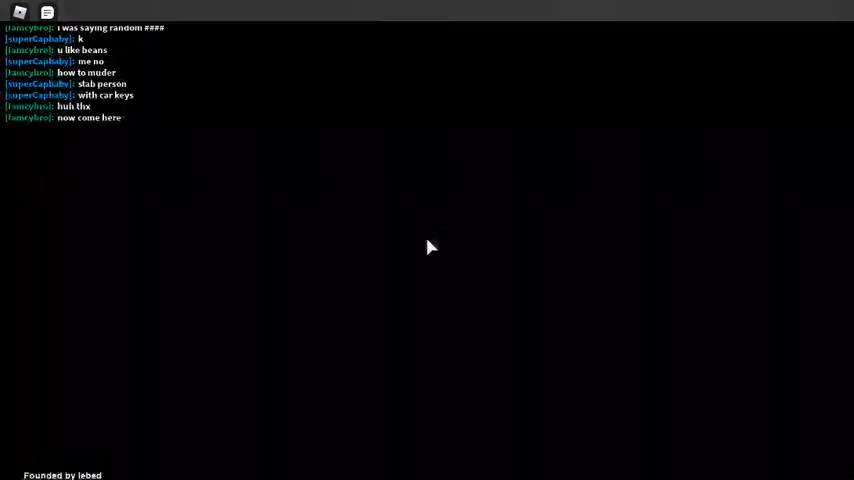 [Iamcybro]: i was saying random ####
[superCapbaby]: k
[Iamcybro]: u like beans
[superCapbaby]: me no
[Iamcybro]: how to muder
[superCapbaby]: stab person
[superCapbaby]: with car keys
[Iamcybro]: huh thx
[Iamcybro]: now come here
Founded by lebed